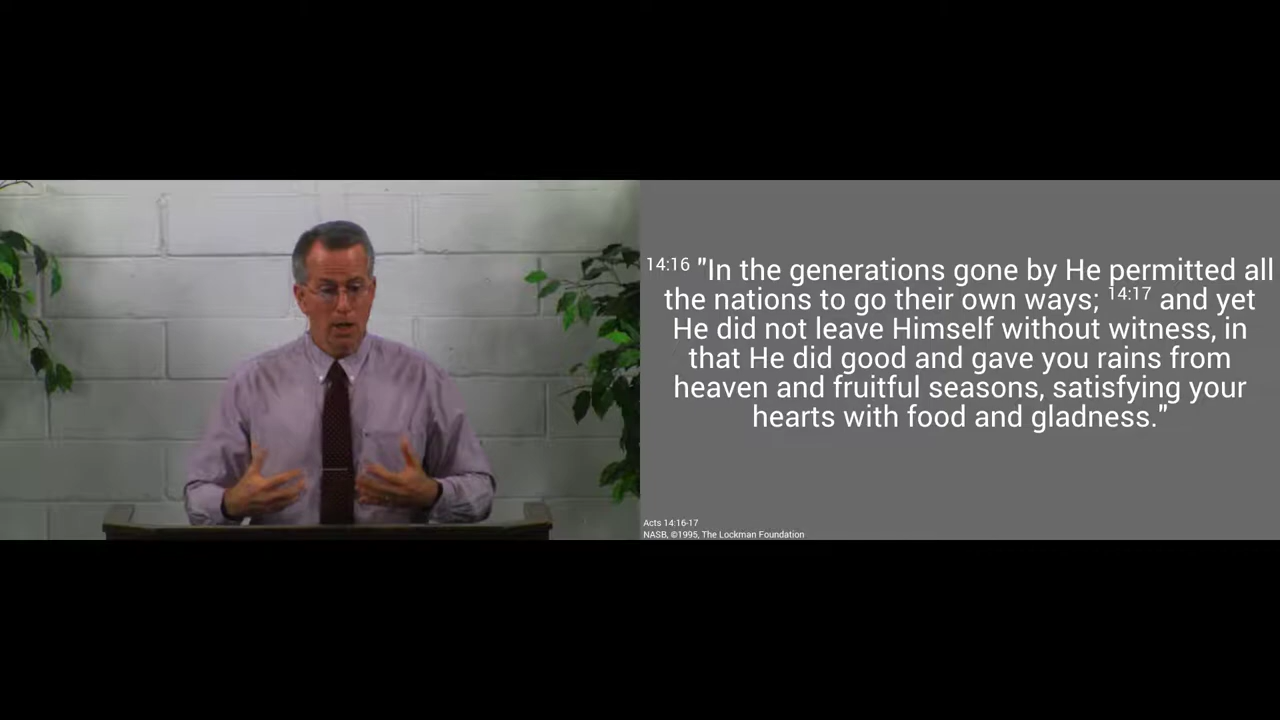 14:16 "In the generations gone by He permitted all
the nations to go their own ways; 14:17 and yet
He did not leave Himself without witness, in
that He did good and gave you rains from
heaven and fruitful seasons, satisfying your
hearts with food and gladness."
Acts 14:16-17
NASB, ©1995, The Lockman Foundation